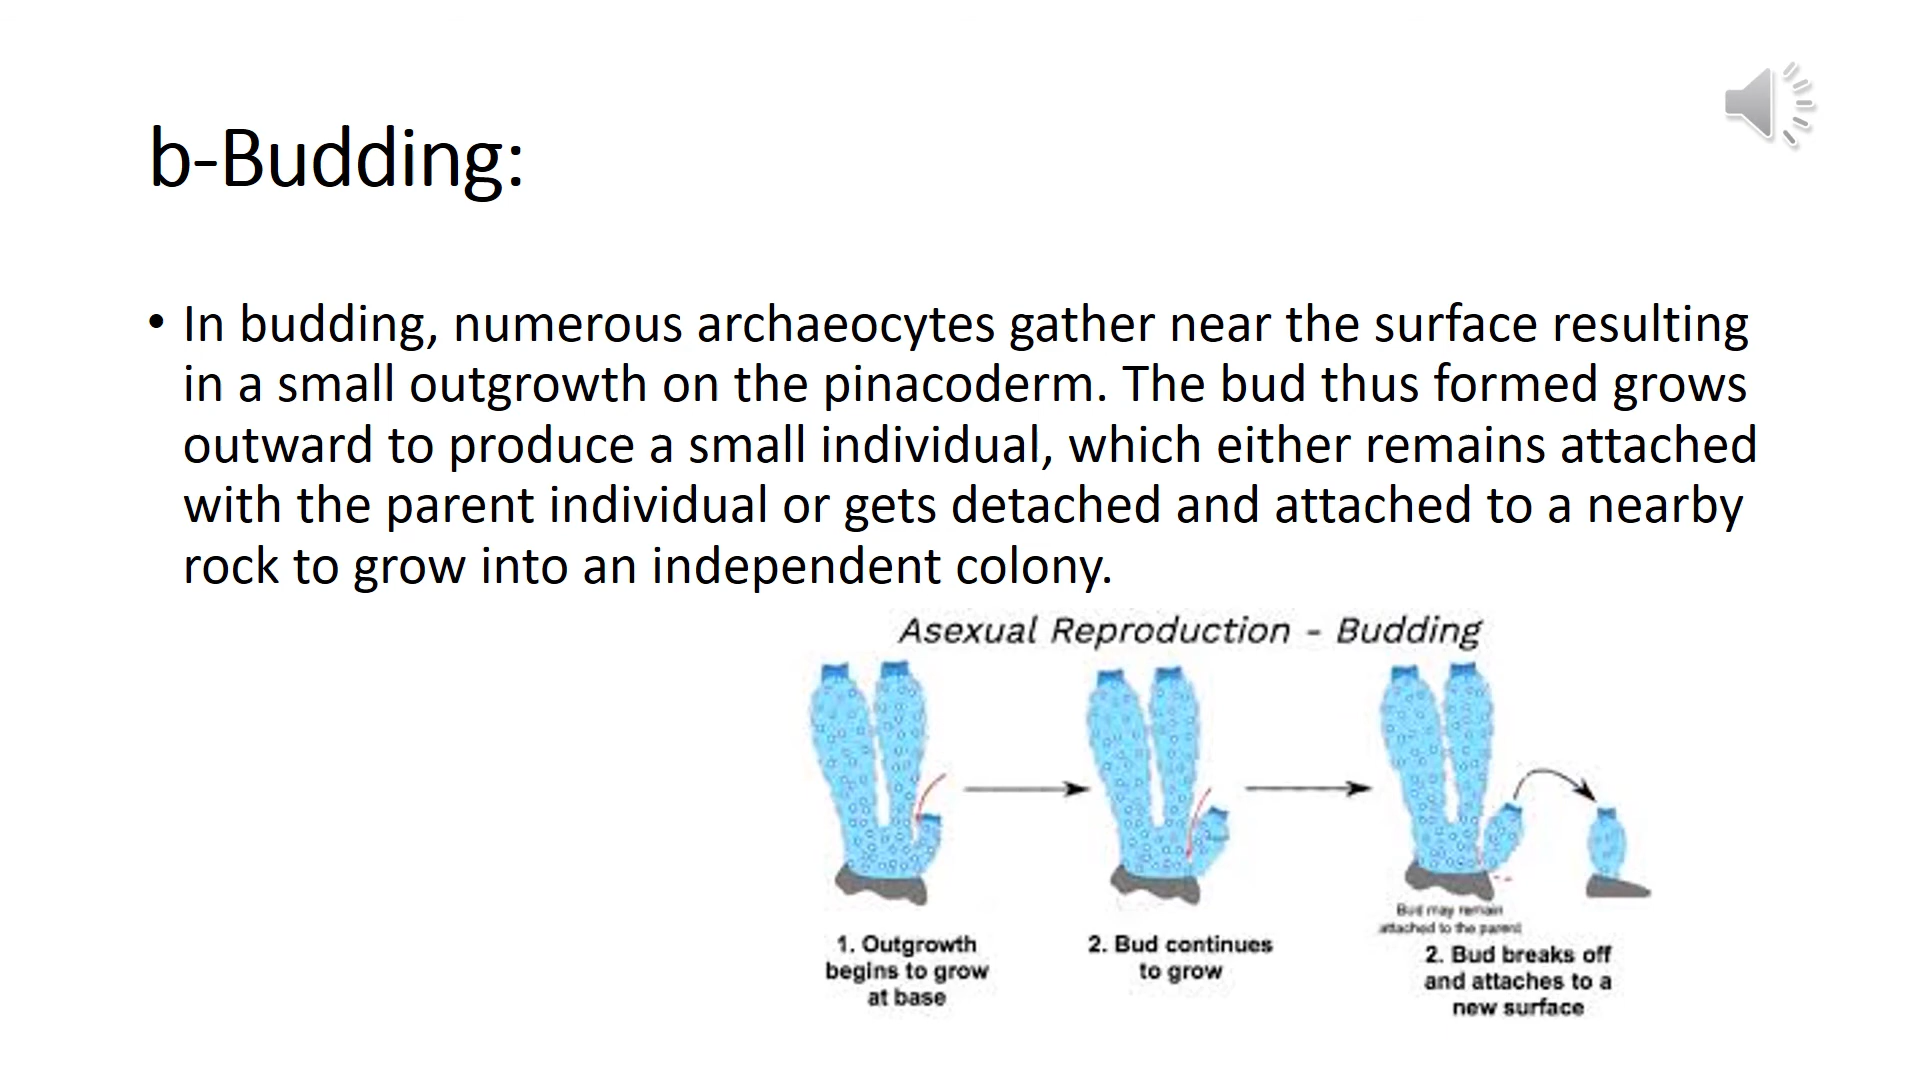 b-Budding:
• In budding, numerous archaeocytes gather near the surface resulting
in a small outgrowth on the pinacoderm. The bud thus formed grows
outward to produce a small individual, which either remains attached
with the parent individual or gets detached and attached to a nearby
rock to grow into an independent colony.
Asexual Reproduction - Budding
1. Outgrowth
begins to grow
at base
2. Bud continues
to grow
Bud may remain
attached to the parent
2. Bud breaks off
and attaches to a
new surface